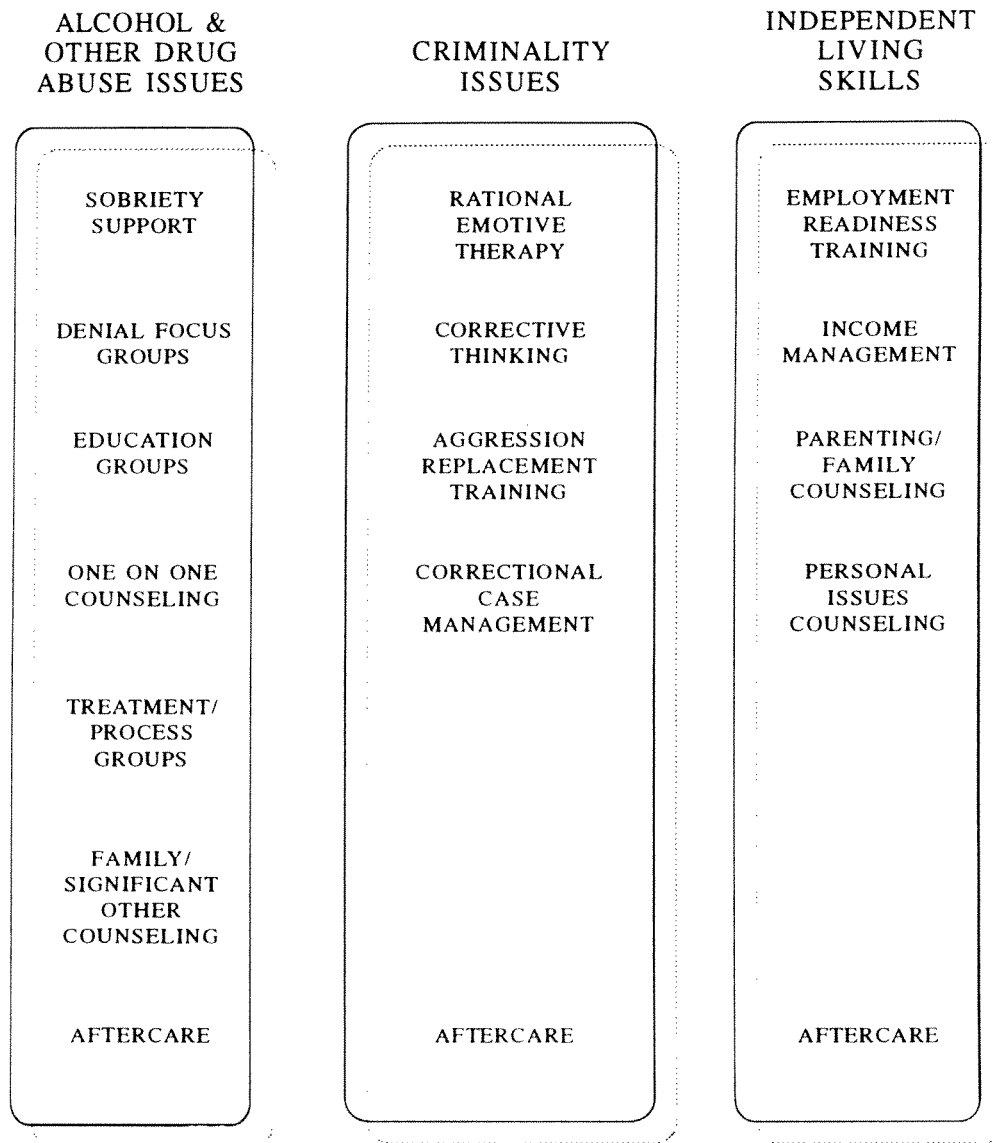 ALCOHOL &
OTHER DRUG
ABUSE ISSUES
SOBRIETY
SUPPORT
DENIAL FOCUS
GROUPS
EDUCATION
GROUPS
ONE ON ONE
COUNSELING
TREATMENT/
PROCESS
GROUPS
FAMILY/
SIGNIFICANT
OTHER
COUNSELING
AFTERCARE
CRIMINALITY
ISSUES
RATIONAL
EMOTIVE
THERAPY
CORRECTIVE
THINKING
AGGRESSION
REPLACEMENT
TRAINING
CORRECTIONAL
CASE
MANAGEMENT
AFTERCARE
INDEPENDENT
LIVING
SKILLS
EMPLOYMENT
READINESS
TRAINING
INCOME
MANAGEMENT
PARENTING/
FAMILY
COUNSELING
PERSONAL
ISSUES
COUNSELING
AFTERCARE